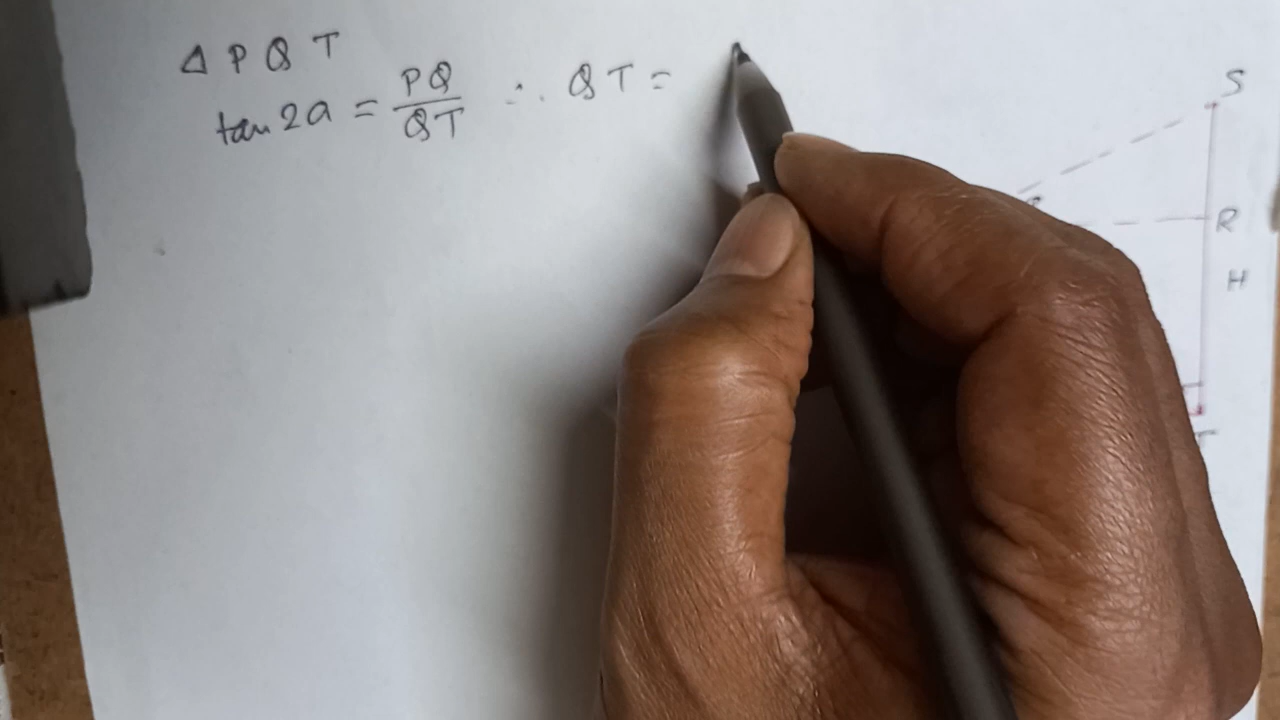 Δ P Q T
tan 2a = PQ/QT ∴ QT =
S
R
H
T